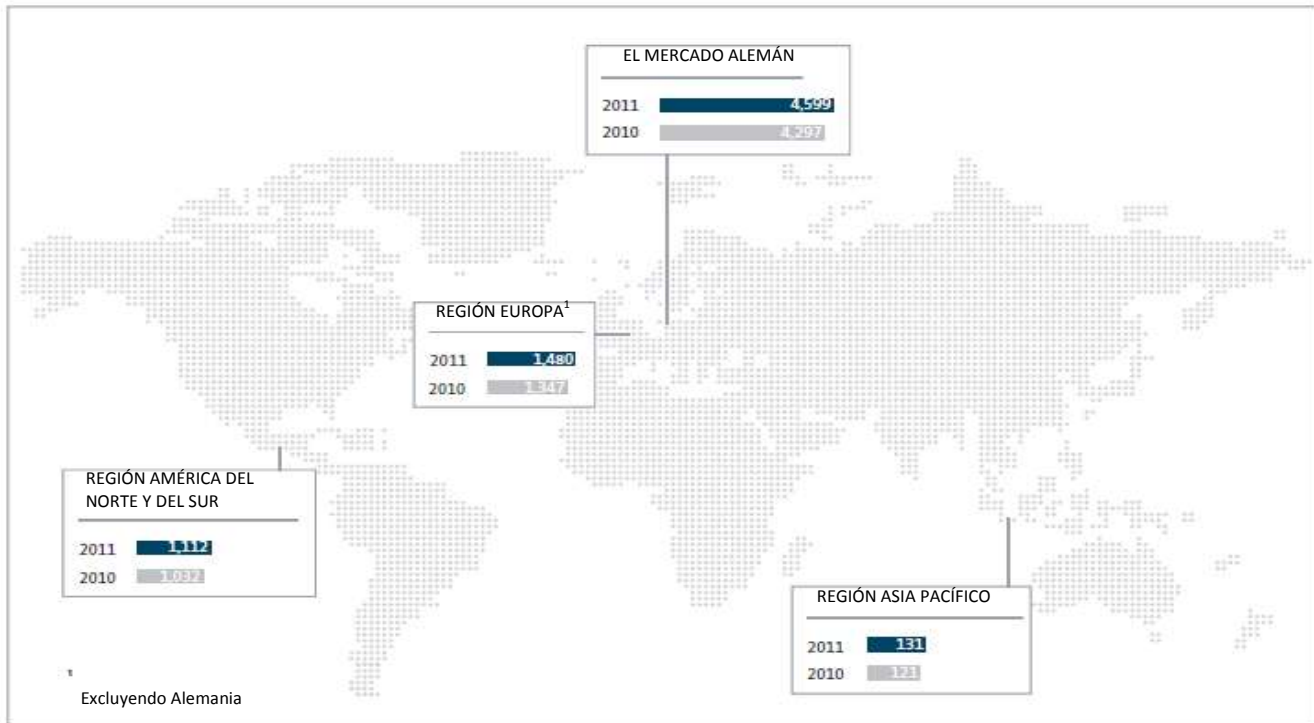 EL MERCADO ALEMÁN
2011 4,599
2010 4,297
REGIÓN EUROPA¹
2011 1,480
2010 1,347
REGIÓN AMÉRICA DEL
NORTE Y DEL SUR
2011 1,112
2010 1,032
REGIÓN ASIA PACÍFICO
2011 131
2010 121
¹
Excluyendo Alemania